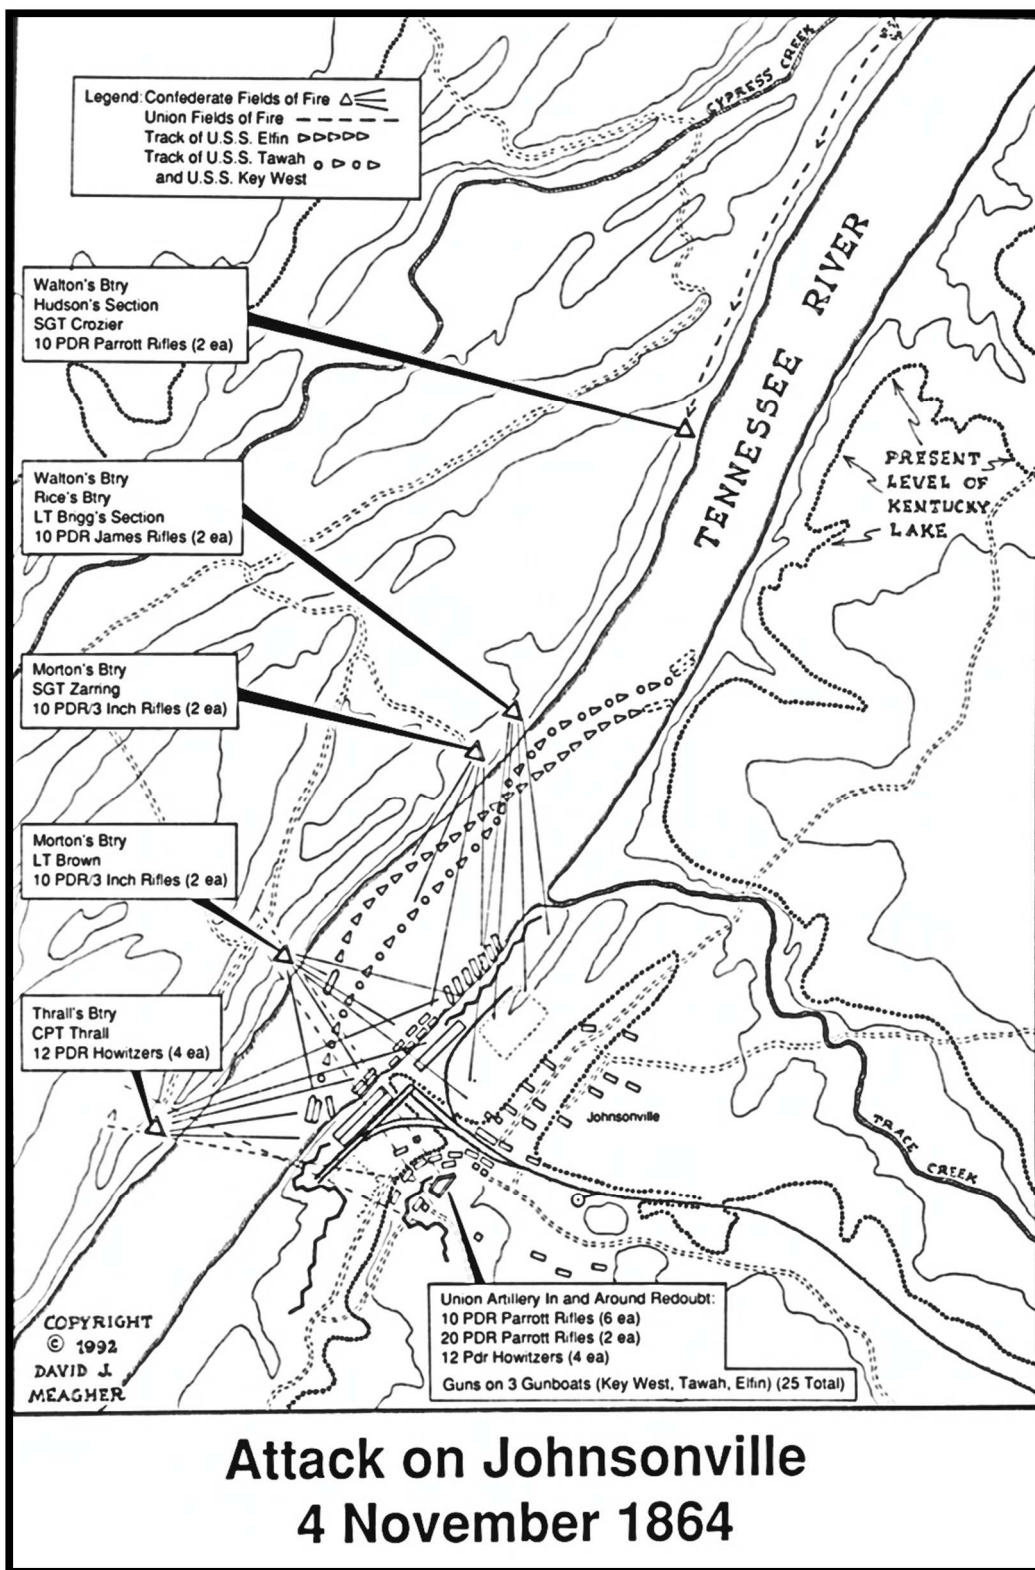 Legend: Confederate Fields of Fire
Union Fields of Fire
Track of U.S.S. Elfin
Track of U.S.S. Tawah
and U.S.S. Key West
CYPRESS CREEK
TENNESSEE RIVER
Walton's Btry
Hudson's Section
SGT Crozier
10 PDR Parrott Rifles (2 ea)
PRESENT
LEVEL OF
KENTUCKY
LAKE
Walton's Btry
Rice's Btry
LT Brigg's Section
10 PDR James Rifles (2 ea)
Morton's Btry
SGT Zarring
10 PDR/3 Inch Rifles (2 ea)
Morton's Btry
LT Brown
10 PDR/3 Inch Rifles (2 ea)
Thrall's Btry
CPT Thrall
12 PDR Howitzers (4 ea)
Johnsonville
TRACE CREEK
Union Artillery In and Around Redoubt:
10 PDR Parrott Rifles (6 ea)
20 PDR Parrott Rifles (2 ea)
12 Pdr Howitzers (4 ea)
Guns on 3 Gunboats (Key West, Tawah, Elfin) (25 Total)
COPYRIGHT
© 1992
DAVID J.
MEAGHER
Attack on Johnsonville
4 November 1864